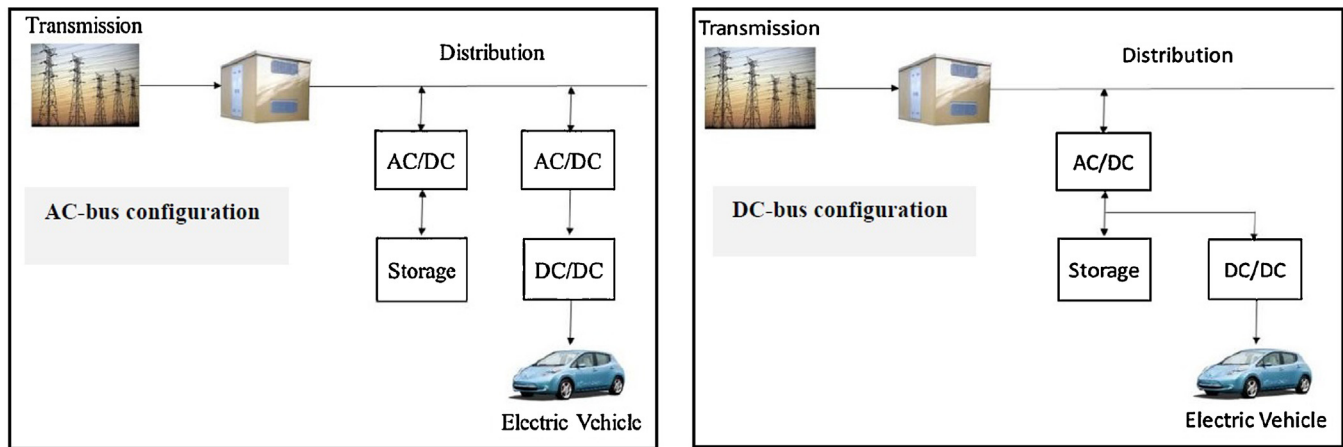 Transmission
Distribution
AC/DC
AC/DC
AC-bus configuration
Storage
DC/DC
Electric Vehicle
Transmission
Distribution
AC/DC
DC-bus configuration
Storage
DC/DC
Electric Vehicle